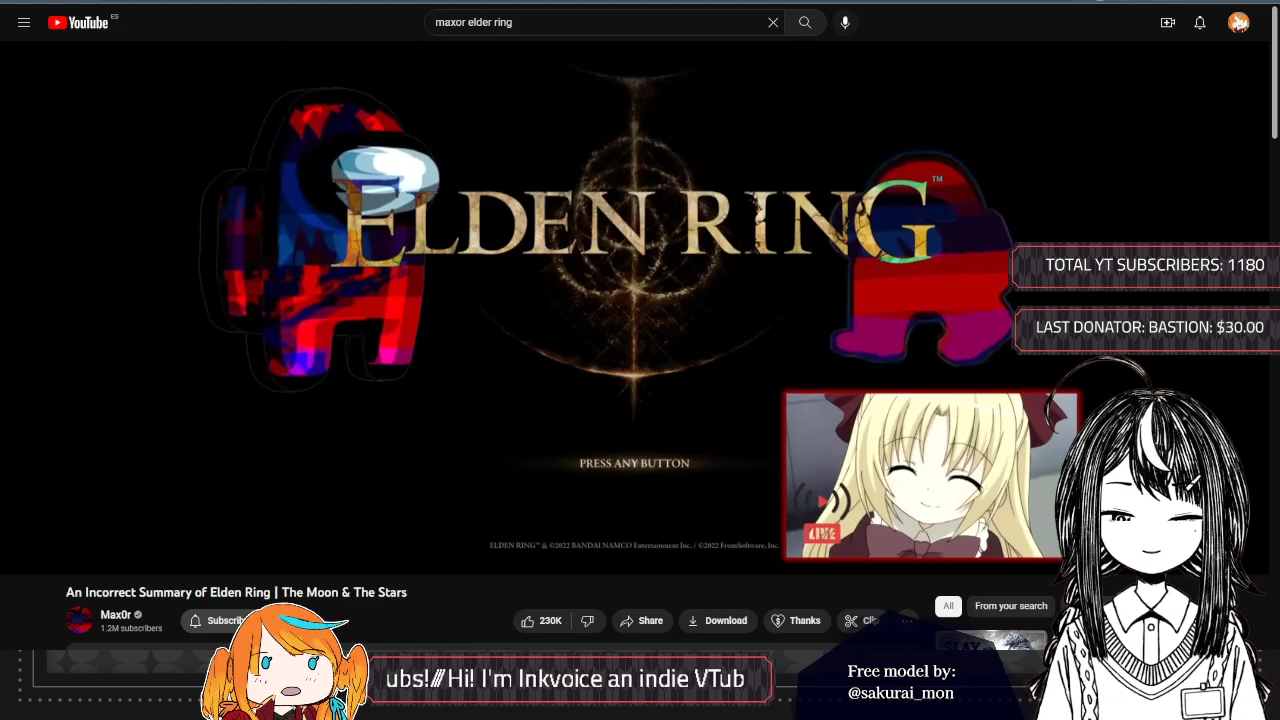 YouTube ES
maxor elder ring
ELDEN RING™
TOTAL YT SUBSCRIBERS: 1180
LAST DONATOR: BASTION: $30.00
PRESS ANY BUTTON
LIVE
ELDEN RING™ & ©2022 BANDAI NAMCO Entertainment Inc. / ©2022 FromSoftware, Inc.
An Incorrect Summary of Elden Ring | The Moon & The Stars
Max0r
1.2M subscribers
Subscrib
230K
Share
Download
Thanks
Clip
...
All
From your search
ubs!///Hi! I'm Inkvoice an indie VTub
Free model by:
@sakurai_mon